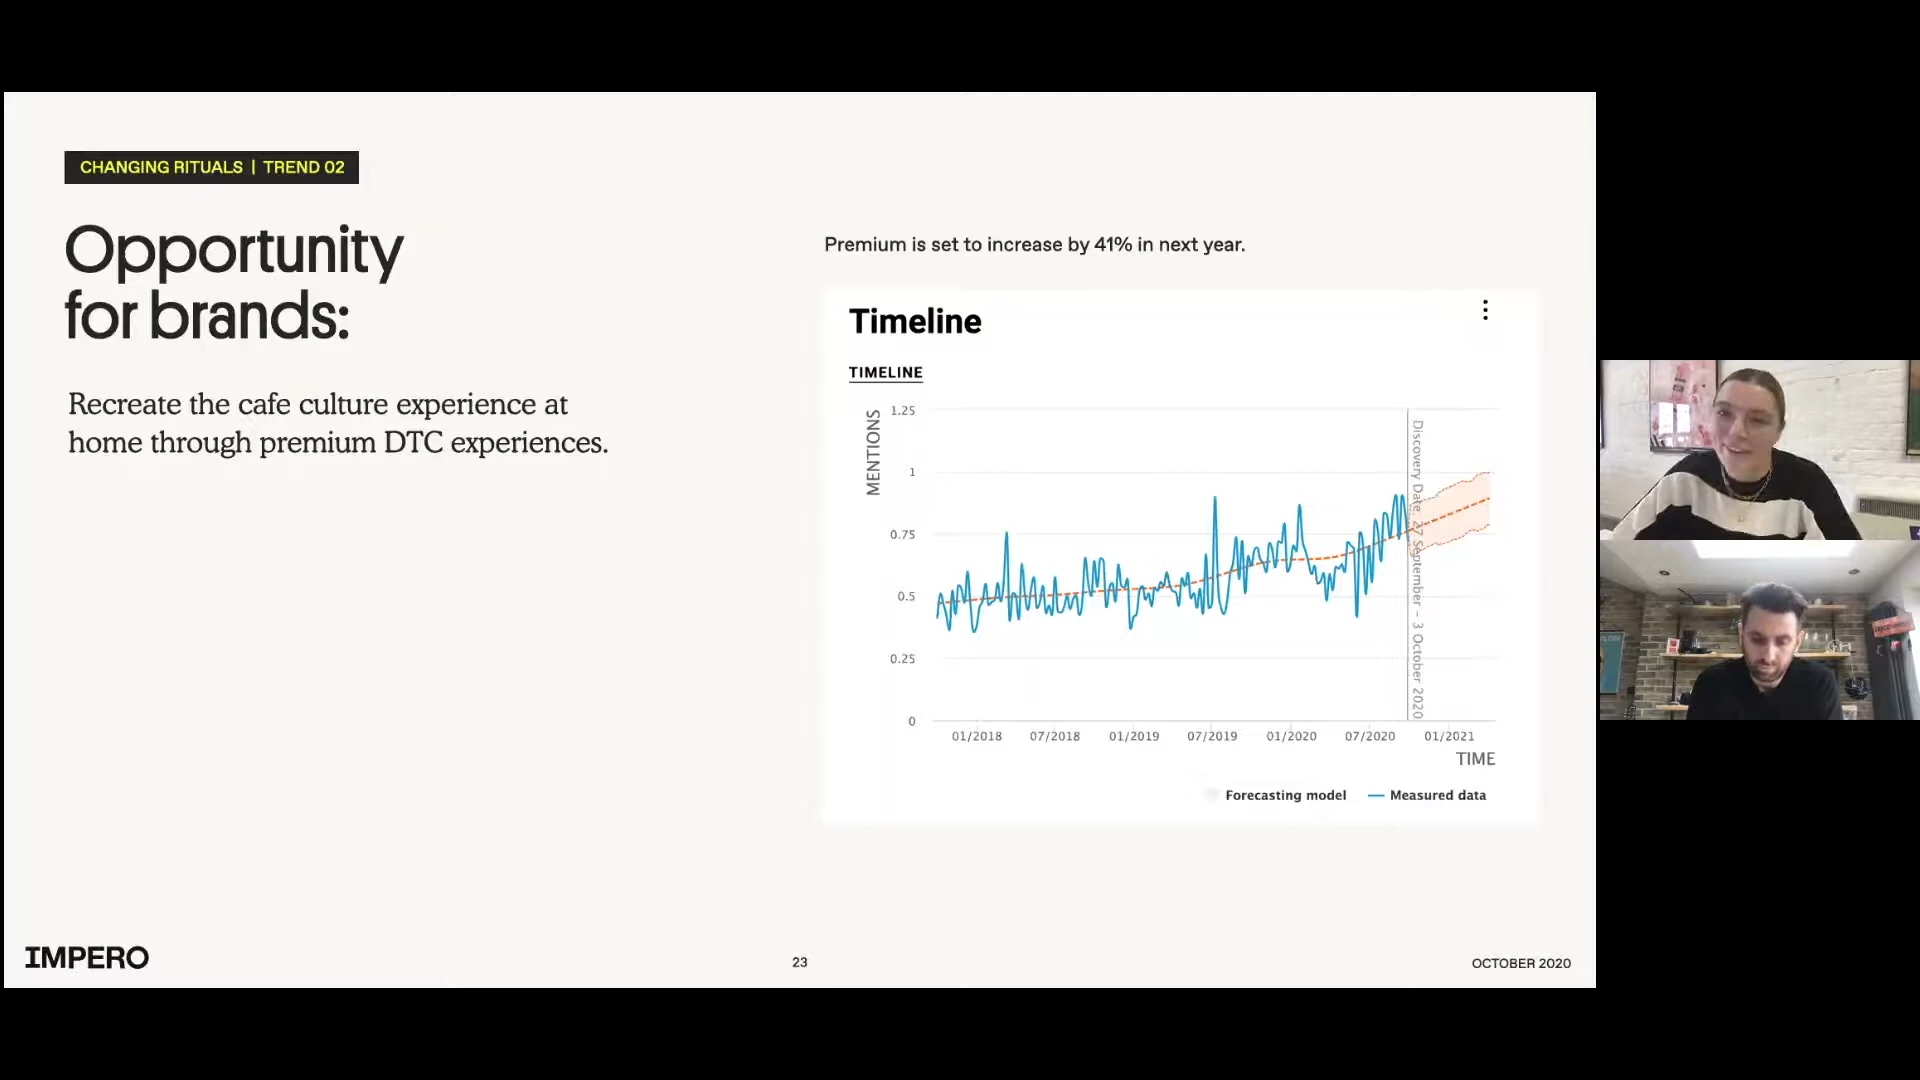 CHANGING RITUALS | TREND 02
Opportunity
for brands:
Recreate the cafe culture experience at
home through premium DTC experiences.
Premium is set to increase by 41% in next year.
Timeline
TIMELINE
MENTIONS
1.25
1
0.75
0.5
0.25
0
Discovery Date: 27 September – 3 October 2020
01/2018 07/2018 01/2019 07/2019 01/2020 07/2020 01/2021
TIME
Forecasting model Measured data
IMPERO
23
OCTOBER 2020